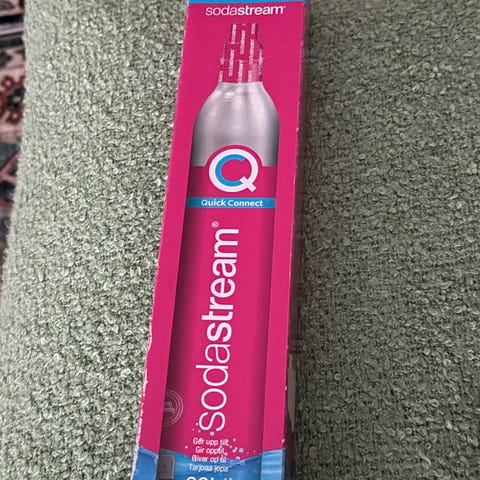 sodastream
Quick Connect
sodastream®
Ger upp till
Gir opptil
Giver op til
Tarjoaa jopa